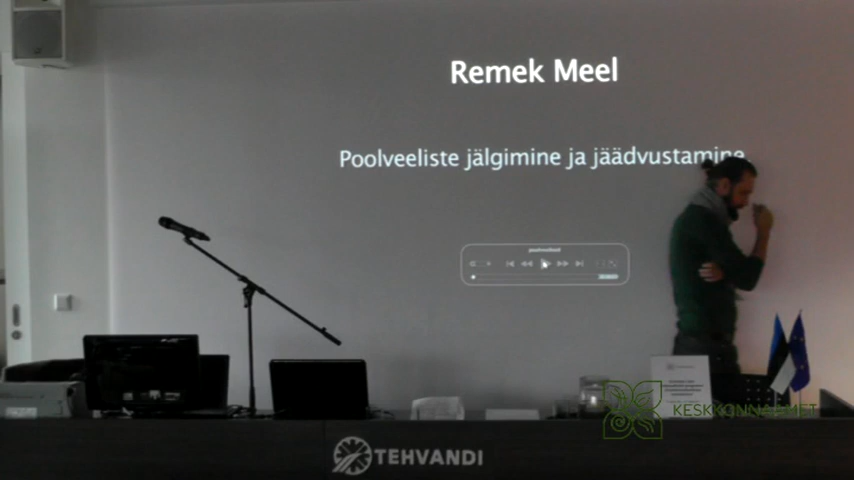 Remek Meel
Poolveeliste jälgimine ja jäädvustamine
KESKKONNAAMET
TEHVANDI